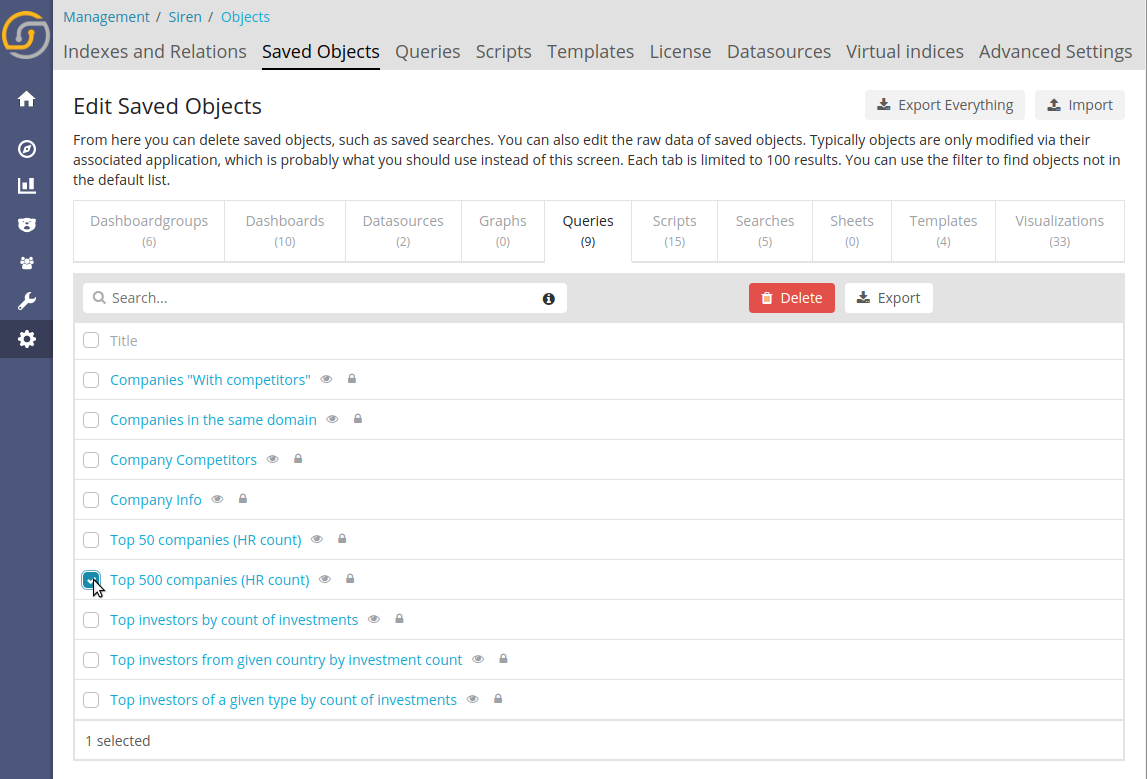 Management / Siren / Objects
Indexes and Relations Saved Objects Queries Scripts Templates License Datasources Virtual indices Advanced Settings
Edit Saved Objects
Export Everything Import
From here you can delete saved objects, such as saved searches. You can also edit the raw data of saved objects. Typically objects are only modified via their
associated application, which is probably what you should use instead of this screen. Each tab is limited to 100 results. You can use the filter to find objects not in
the default list.
Dashboardgroups Dashboards Datasources Graphs Queries Scripts Searches Sheets Templates Visualizations
(6) (10) (2) (0) (9) (15) (5) (0) (4) (33)
Search... Delete Export
Title
Companies "With competitors"
Companies in the same domain
Company Competitors
Company Info
Top 50 companies (HR count)
Top 500 companies (HR count)
Top investors by count of investments
Top investors from given country by investment count
Top investors of a given type by count of investments
1 selected